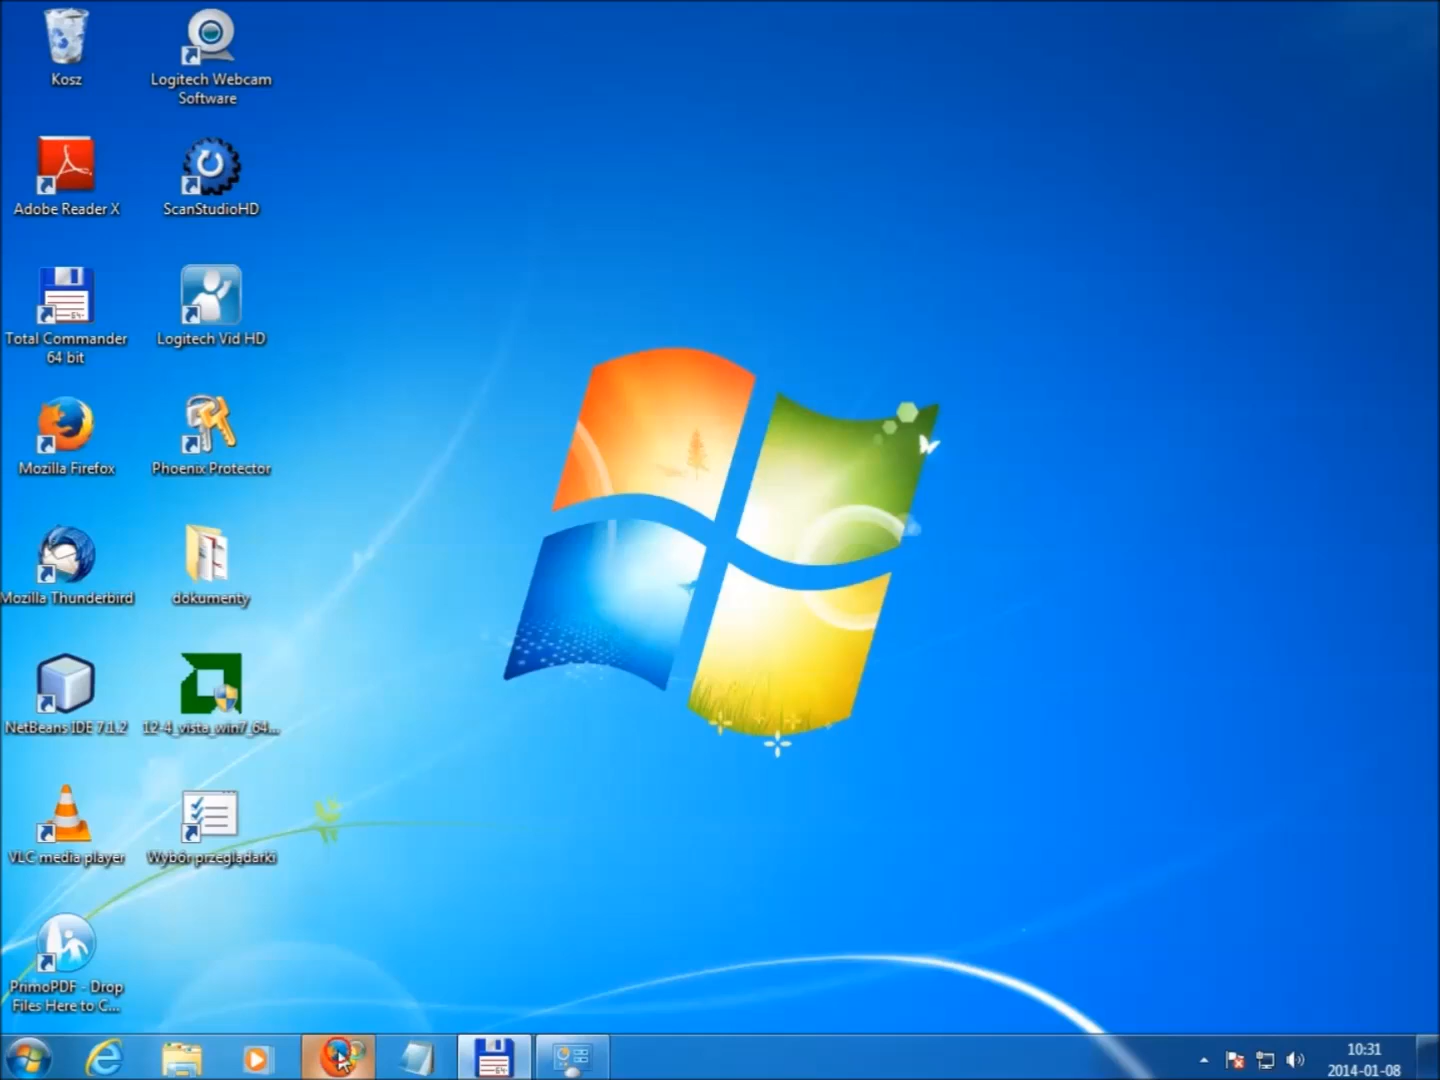 Kosz
Logitech Webcam
Software
Adobe Reader X
ScanStudioHD
Total Commander
64 bit
Logitech Vid HD
Mozilla Firefox
Phoenix Protector
Mozilla Thunderbird
dokumenty
NetBeans IDE 7.1.2
12-4_vista_win7_64...
VLC media player
Wybór przeglądarki
PrimoPDF - Drop
Files Here to C...
10:31
2014-01-08